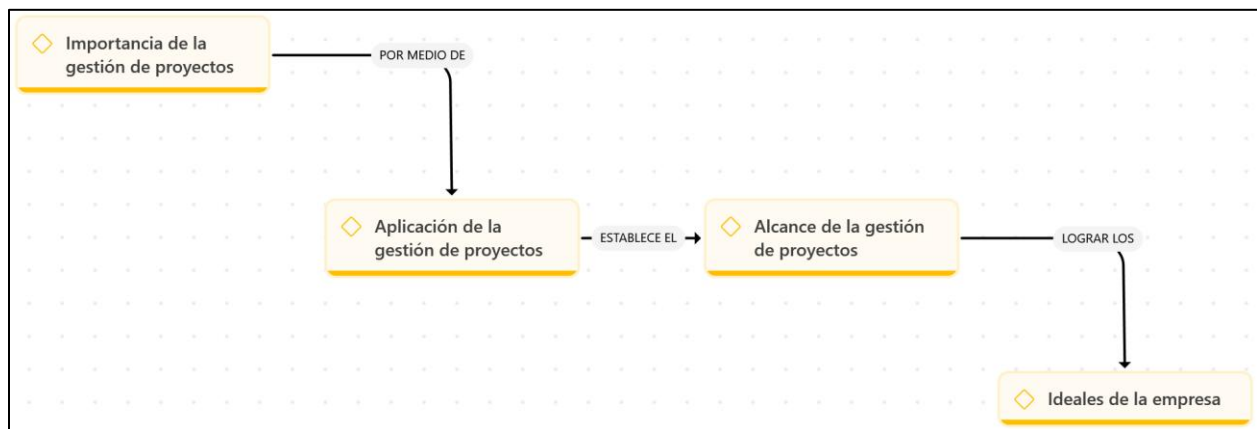 Importancia de la
gestión de proyectos
POR MEDIO DE
Aplicación de la
gestión de proyectos
ESTABLECE EL
Alcance de la gestión
de proyectos
LOGRAR LOS
Ideales de la empresa